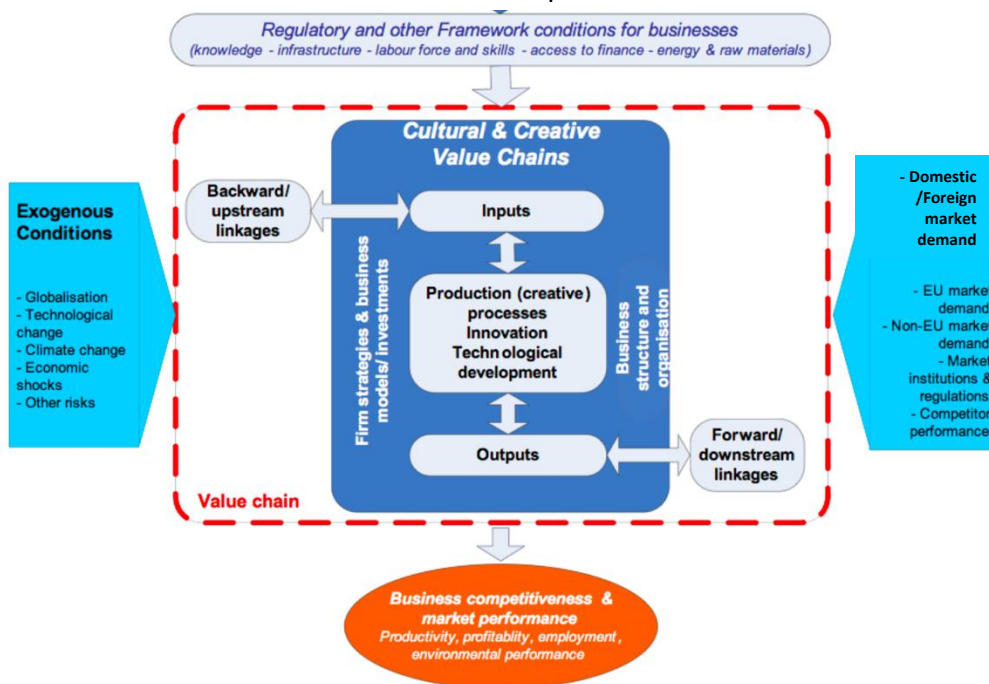 Regulatory and other Framework conditions for businesses
(knowledge - infrastructure - labour force and skills - access to finance - energy & raw materials)
Cultural & Creative
Value Chains
Backward/
upstream
linkages
Inputs
Firm strategies & business
models/ investments
Production (creative)
processes
Innovation
Technological
development
Business
structure and
organisation
Outputs
Forward/
downstream
linkages
Value chain
Exogenous
Conditions
- Globalisation
- Technological
change
- Climate change
- Economic
shocks
- Other risks
- Domestic
/Foreign
market
demand
- EU market
demand
- Non-EU market
demand
- Market
institutions &
regulations
- Competitor
performance
Business competitiveness &
market performance
Productivity, profitablity, employment,
environmental performance